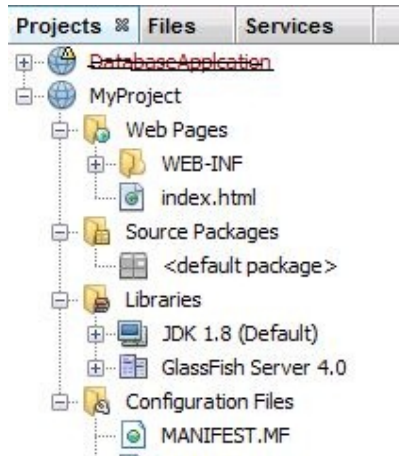 Projects Files Services
DatabaseApplcation
MyProject
Web Pages
WEB-INF
index.html
Source Packages
<default package>
Libraries
JDK 1.8 (Default)
GlassFish Server 4.0
Configuration Files
MANIFEST.MF